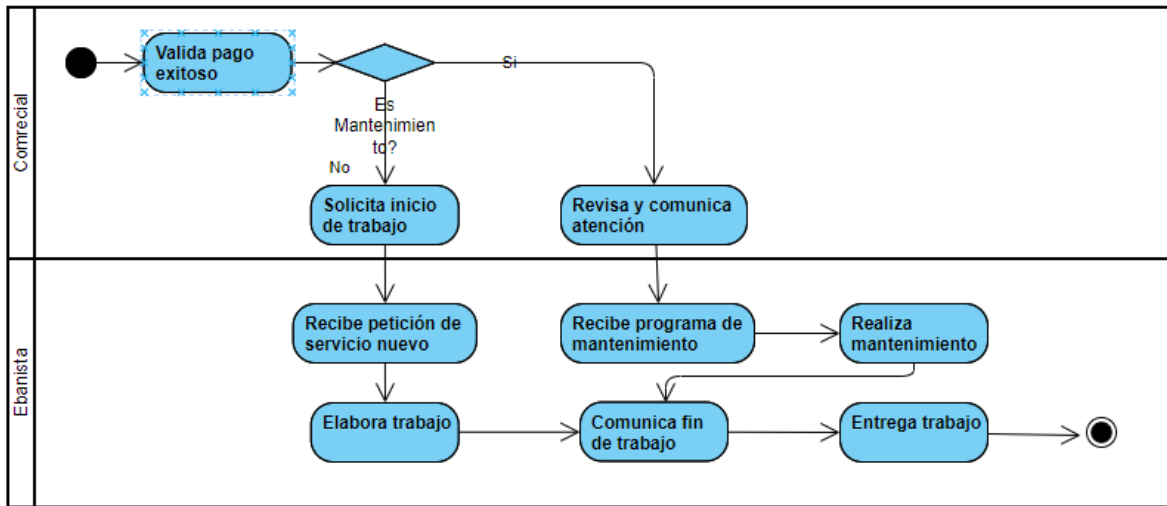 Comrecial
Valida pago
exitoso
Si
Es
Mantenimien
to?
No
Solicita inicio
de trabajo
Revisa y comunica
atención
Ebanista
Recibe petición de
servicio nuevo
Recibe programa de
mantenimiento
Realiza
mantenimiento
Elabora trabajo
Comunica fin
de trabajo
Entrega trabajo